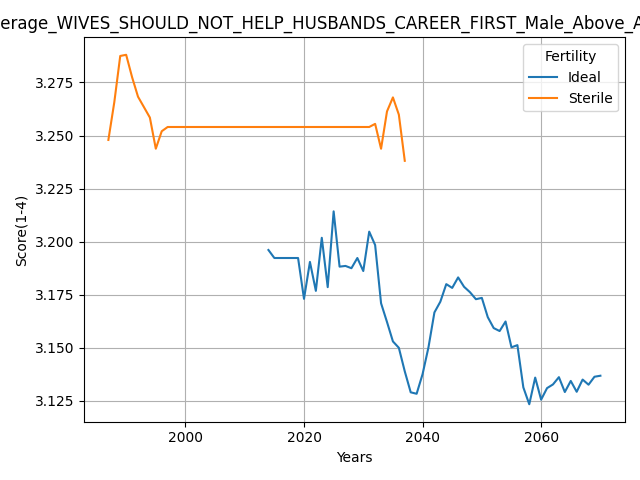 erage_WIVES_SHOULD_NOT_HELP_HUSBANDS_CAREER_FIRST_Male_Above_A
Fertility
Ideal
Sterile
3.275
3.250
3.225
3.200
3.175
3.150
3.125
Score(1-4)
2000
2020
2040
2060
Years